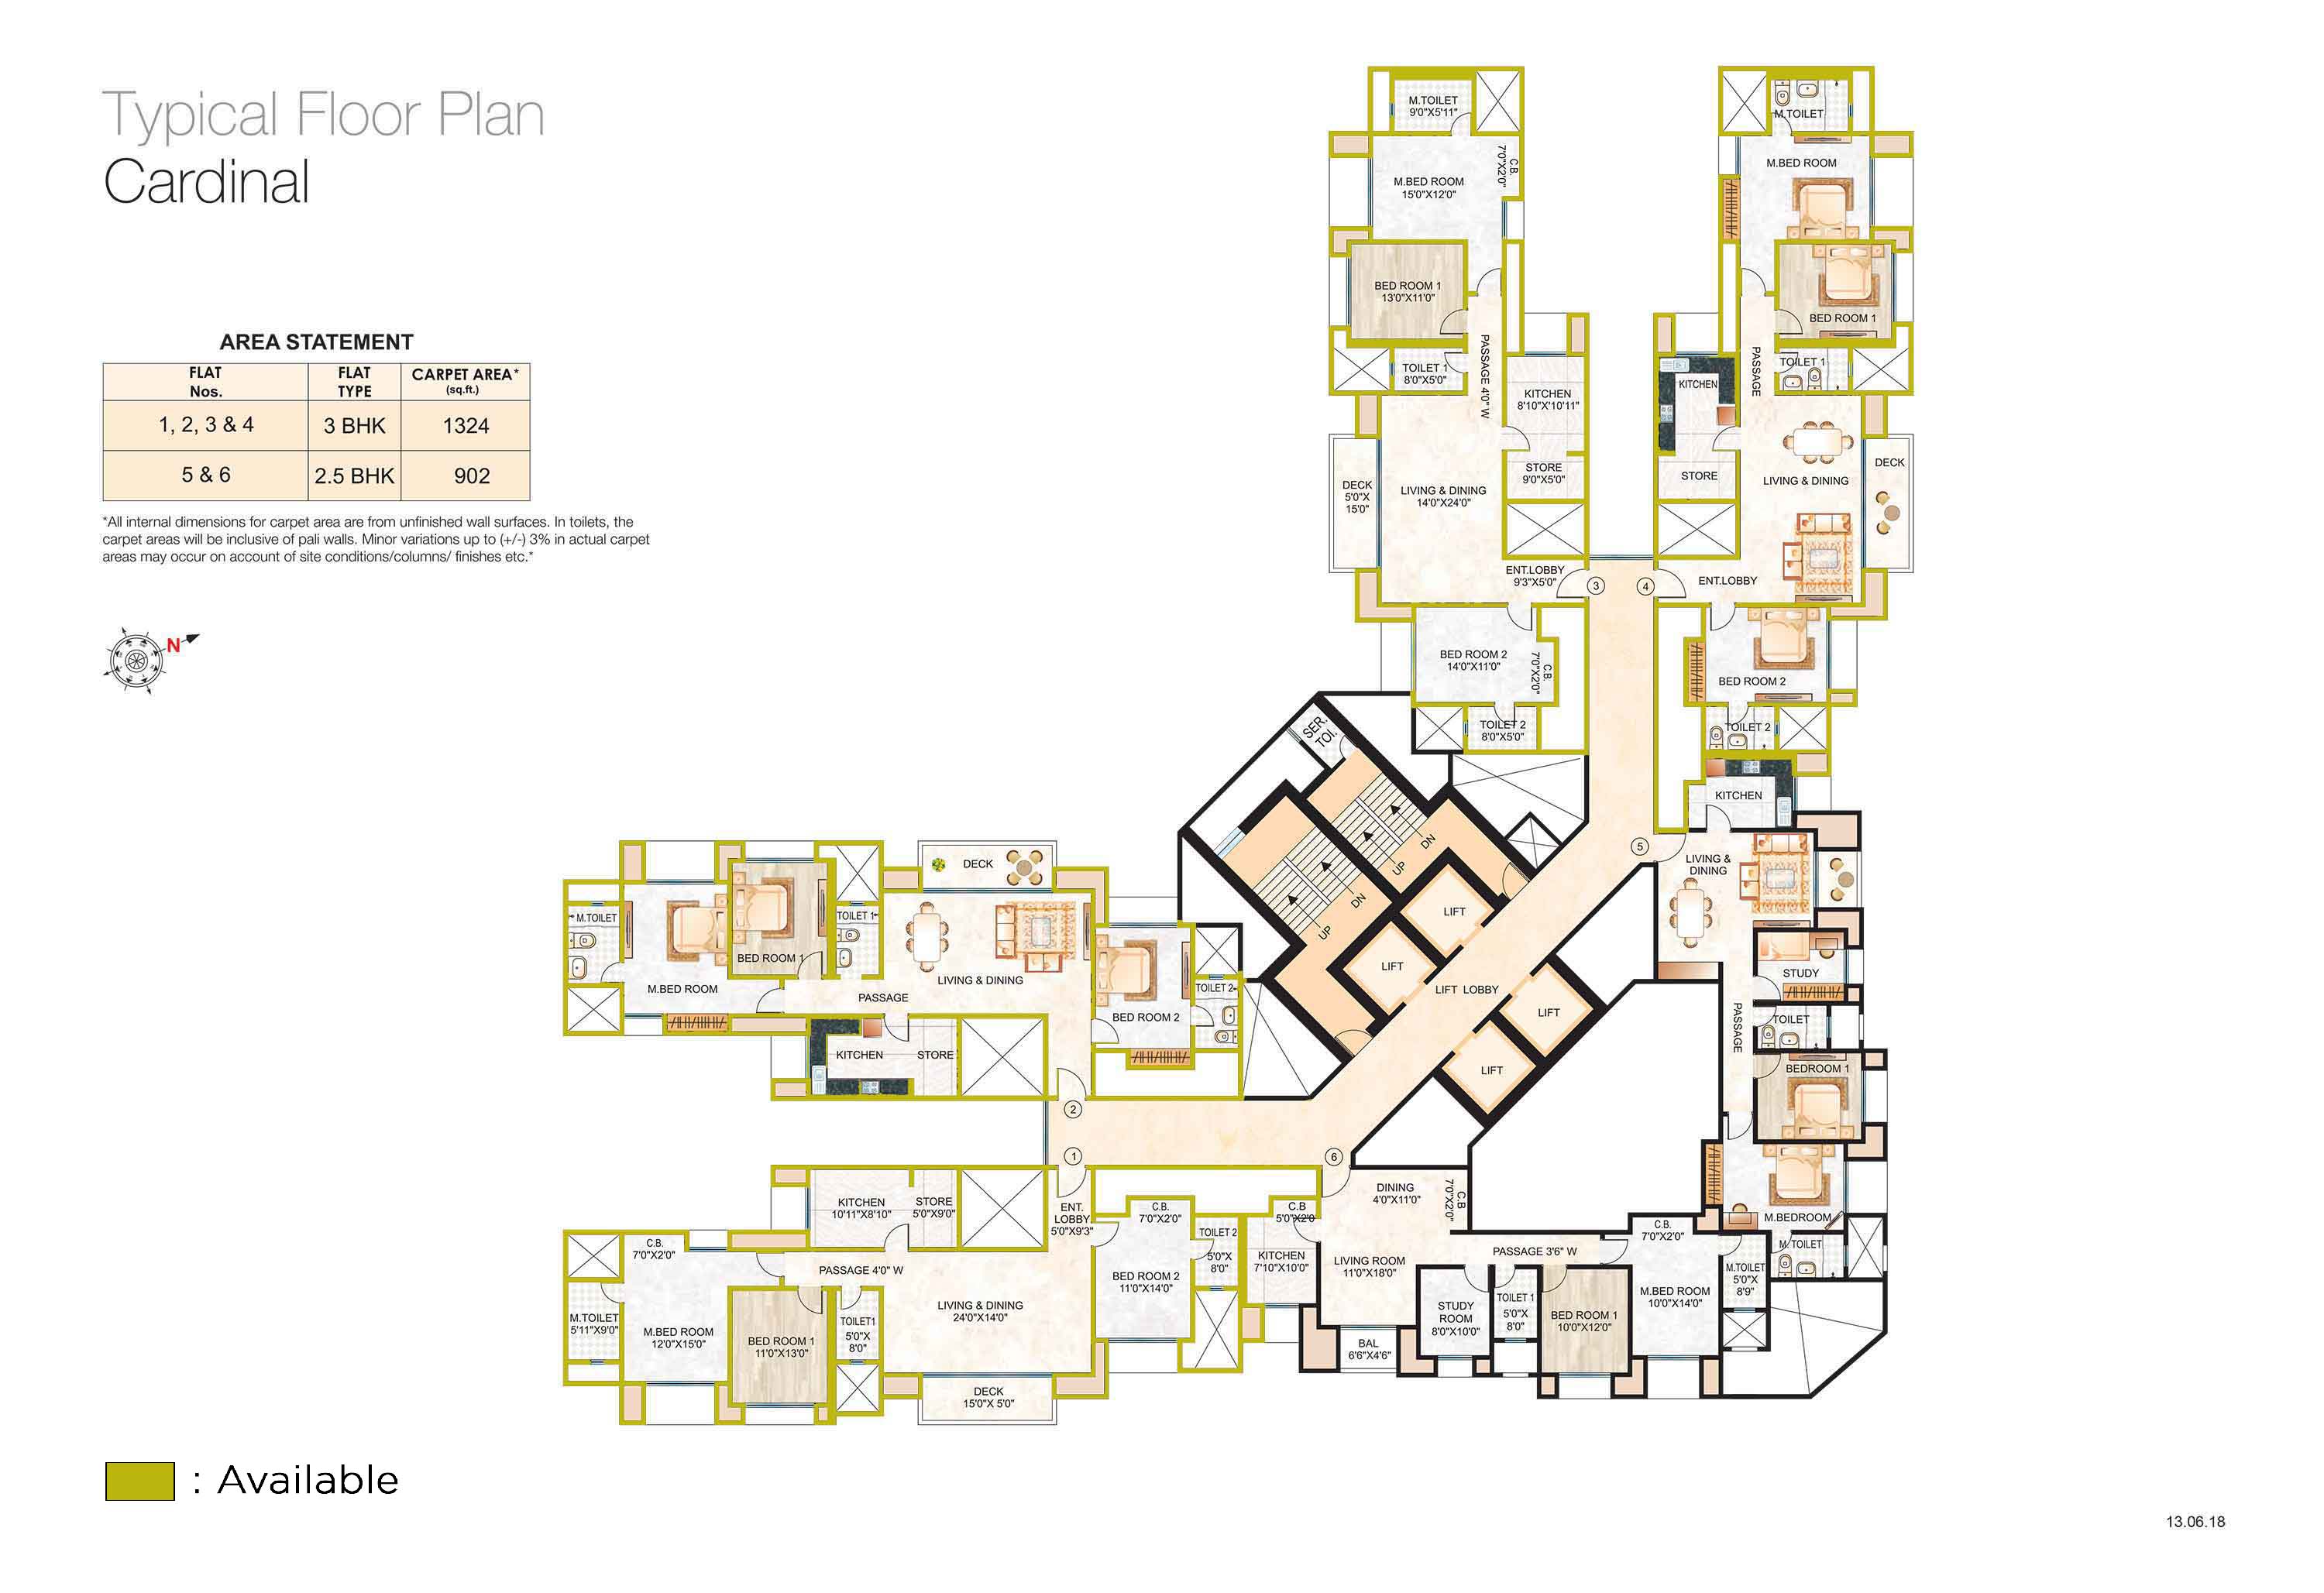 Typical Floor Plan
Cardinal
AREA STATEMENT
FLAT Nos. FLAT TYPE CARPET AREA* (sq.ft.)
1, 2, 3 & 4 3 BHK 1324
5 & 6 2.5 BHK 902
*All internal dimensions for carpet area are from unfinished wall surfaces. In toilets, the
carpet areas will be inclusive of pali walls. Minor variations up to (+/-) 3% in actual carpet
areas may occur on account of site conditions/columns/ finishes etc.*
N
M.TOILET
9'0"X5'11"
C.B.
7'0"X2'0"
M.BED ROOM
15'0"X12'0"
BED ROOM 1
13'0"X11'0"
PASSAGE 4'0" W
TOILET 1
8'0"X5'0"
KITCHEN
8'10"X'10'11"
STORE
9'0"X5'0"
DECK
5'0"X
15'0"
LIVING & DINING
14'0"X24'0"
ENT.LOBBY
9'3"X5'0"
3
BED ROOM 2
14'0"X11'0"
C.B.
7'0"X2'0"
TOILET 2
8'0"X5'0"
M.TOILET
M.BED ROOM
BED ROOM 1
PASSAGE
TOILET 1
KITCHEN
STORE
LIVING & DINING
DECK
ENT.LOBBY
4
BED ROOM 2
TOILET 2
SER.
TOI.
DN
UP
DN
UP
LIFT
LIFT
LIFT LOBBY
LIFT
LIFT
KITCHEN
5
LIVING &
DINING
STUDY
PASSAGE
TOILET
BEDROOM 1
M.BEDROOM
M. TOILET
DECK
M.TOILET
BED ROOM 1
TOILET 1
M.BED ROOM
PASSAGE
LIVING & DINING
BED ROOM 2
TOILET 2
KITCHEN
STORE
2
1
6
KITCHEN
10'11"X8'10"
STORE
5'0"X9'0"
ENT.
LOBBY
5'0"X9'3"
C.B.
7'0"X2'0"
PASSAGE 4'0" W
M.TOILET
5'11"X9'0"
M.BED ROOM
12'0"X15'0"
BED ROOM 1
11'0"X13'0"
TOILET1
5'0"X
8'0"
LIVING & DINING
24'0"X14'0"
DECK
15'0"X 5'0"
C.B.
7'0"X2'0"
BED ROOM 2
11'0"X14'0"
TOILET 2
5'0"X
8'0"
C.B
5'0"X2'0
KITCHEN
7'10"X10'0"
DINING
4'0"X11'0"
C.B
7'0"X2'0"
LIVING ROOM
11'0"X18'0"
BAL
6'6"X4'6"
PASSAGE 3'6" W
STUDY
ROOM
8'0"X10'0"
TOILET 1
5'0"X
8'0"
BED ROOM 1
10'0"X12'0"
C.B.
7'0"X2'0"
M.BED ROOM
10'0"X14'0"
M.TOILET
5'0"X
8'9"
: Available
13.06.18